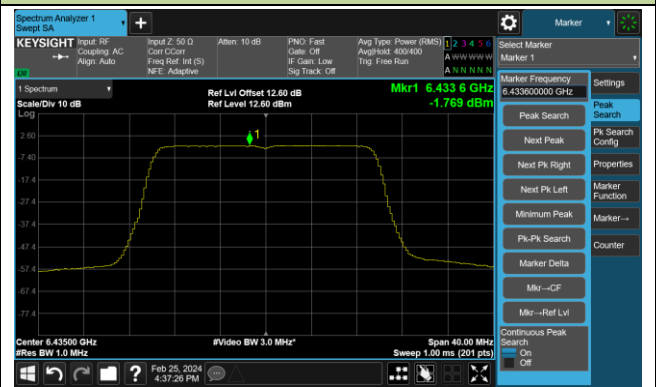 Spectrum Analyzer 1
Swept SA
Marker
KEYSIGHT
Input: RF
Coupling: AC
Align: Auto
Input Z: 50 Ω
Corr CCorr
Freq Ref: Int (S)
NFE: Adaptive
Atten: 10 dB
PNO: Fast
Gate: Off
IF Gain: Low
Sig Track: Off
Avg Type: Power (RMS)
Avg|Hold: 400/400
Trig: Free Run
1 2 3 4 5 6
A W W W W W
A N N N N N
LXI
Select Marker
Marker 1
1 Spectrum
Scale/Div 10 dB
Log
Ref Lvl Offset 12.60 dB
Ref Level 12.60 dBm
Mkr1 6.433 6 GHz
-1.769 dBm
1
2.60
-7.40
-17.4
-27.4
-37.4
-47.4
-57.4
-67.4
-77.4
Center 6.43500 GHz
#Res BW 1.0 MHz
#Video BW 3.0 MHz*
Span 40.00 MHz
Sweep 1.00 ms (201 pts)
Marker Frequency
6.433600000 GHz
Peak Search
Next Peak
Next Pk Right
Next Pk Left
Minimum Peak
Pk-Pk Search
Marker Delta
Mkr→CF
Mkr→Ref Lvl
Continuous Peak
Search
On
Off
Settings
Peak
Search
Pk Search
Config
Properties
Marker
Function
Marker→
Counter
Feb 25, 2024
4:37:26 PM